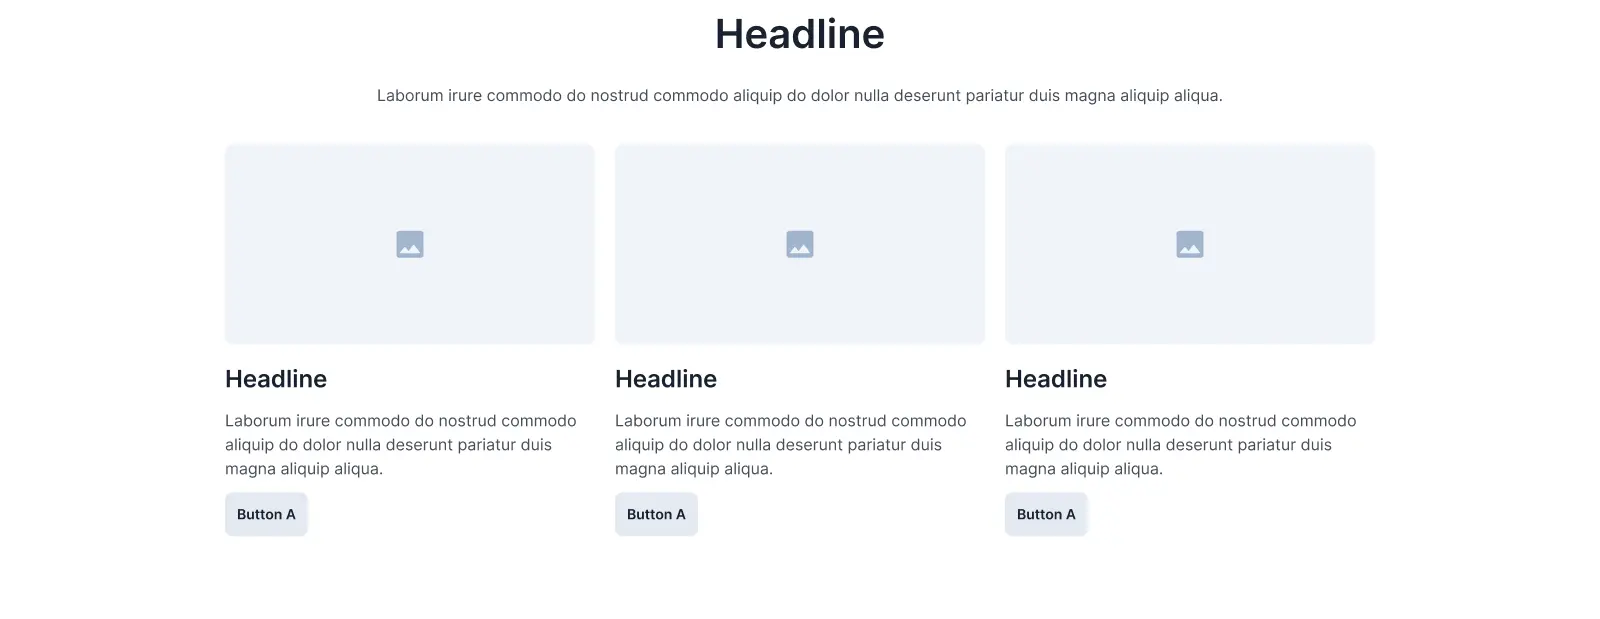 Headline
Laborum irure commodo do nostrud commodo aliquip do dolor nulla deserunt pariatur duis magna aliquip aliqua.
Headline
Laborum irure commodo do nostrud commodo
aliquip do dolor nulla deserunt pariatur duis
magna aliquip aliqua.
Button A
Headline
Laborum irure commodo do nostrud commodo
aliquip do dolor nulla deserunt pariatur duis
magna aliquip aliqua.
Button A
Headline
Laborum irure commodo do nostrud commodo
aliquip do dolor nulla deserunt pariatur duis
magna aliquip aliqua.
Button A